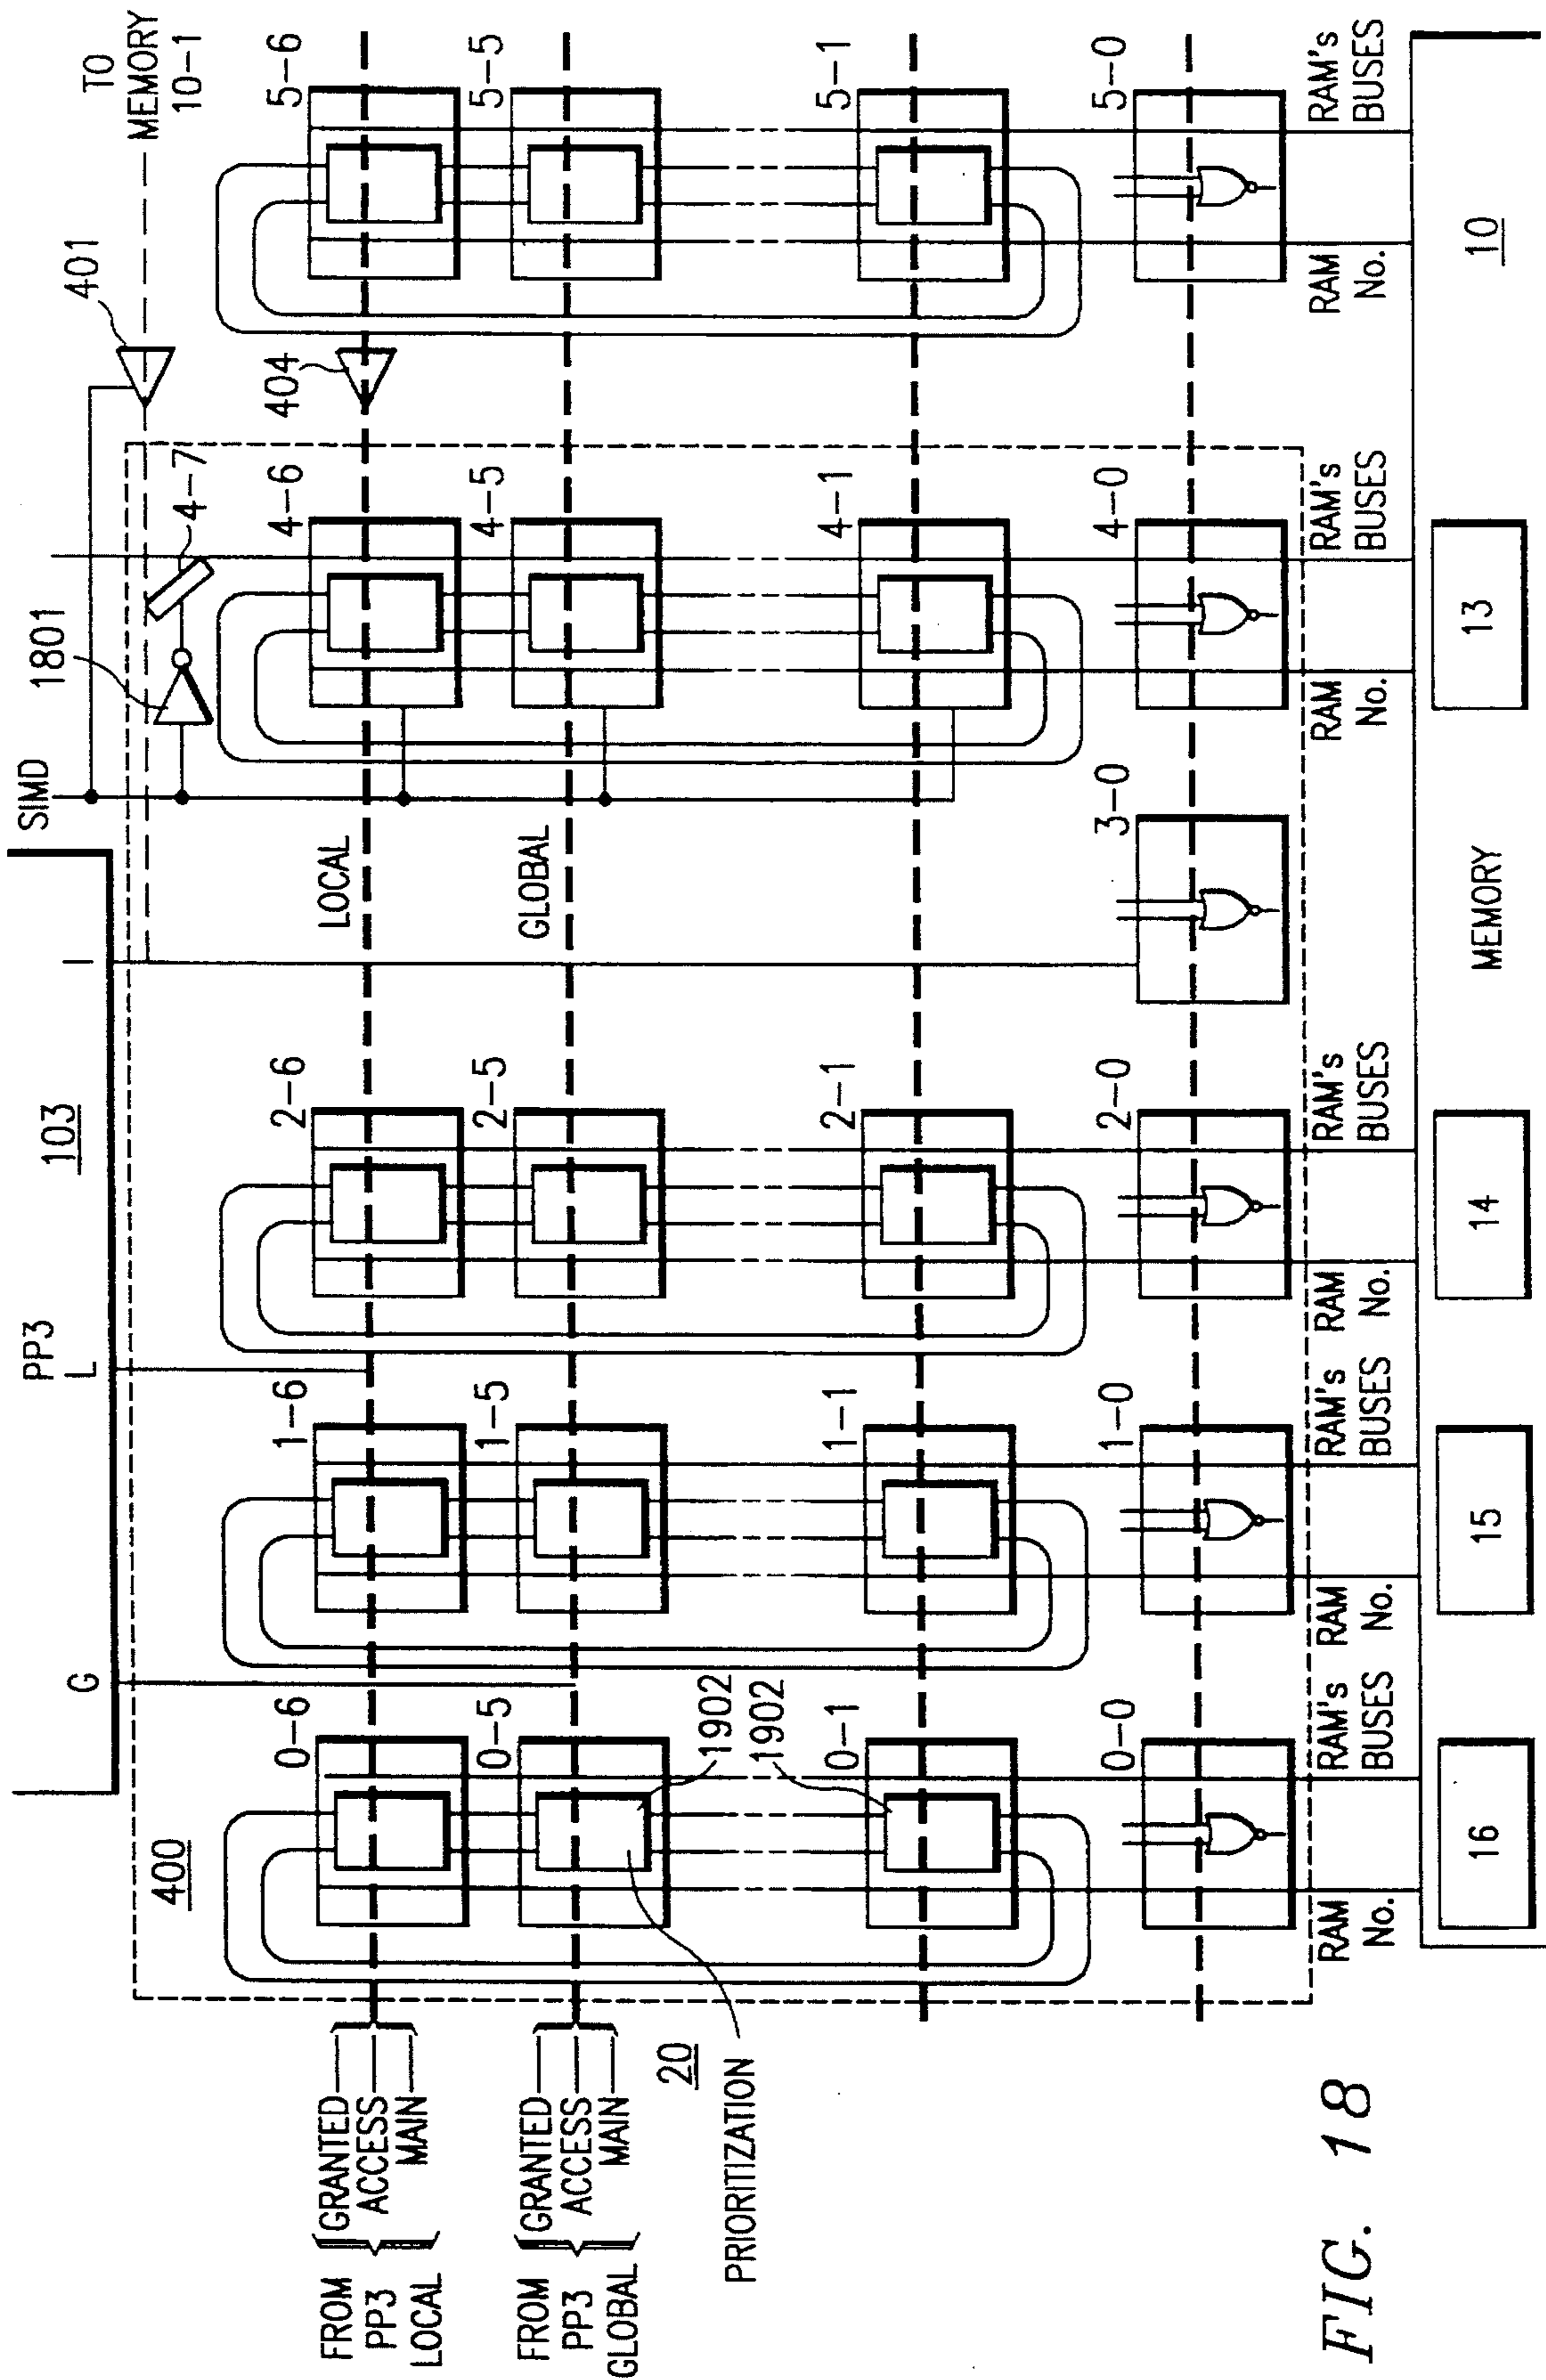 PP3
103
SIMD
G
L
I
TO
MEMORY
10-1
401
1801
4-7
404
400
LOCAL
GLOBAL
0-6
1-6
2-6
4-6
5-6
0-5
1-5
2-5
4-5
5-5
1902
1902
0-1
1-1
2-1
4-1
5-1
0-0
1-0
2-0
3-0
4-0
5-0
FROM
PP3
LOCAL
GRANTED
ACCESS
MAIN
FROM
PP3
GLOBAL
GRANTED
ACCESS
MAIN
20
PRIORITIZATION
RAM
No.
RAM's
BUSES
RAM
No.
RAM's
BUSES
RAM
No.
RAM's
BUSES
RAM
No.
RAM's
BUSES
RAM
No.
RAM's
BUSES
16
15
14
MEMORY
13
10
FIG. 18